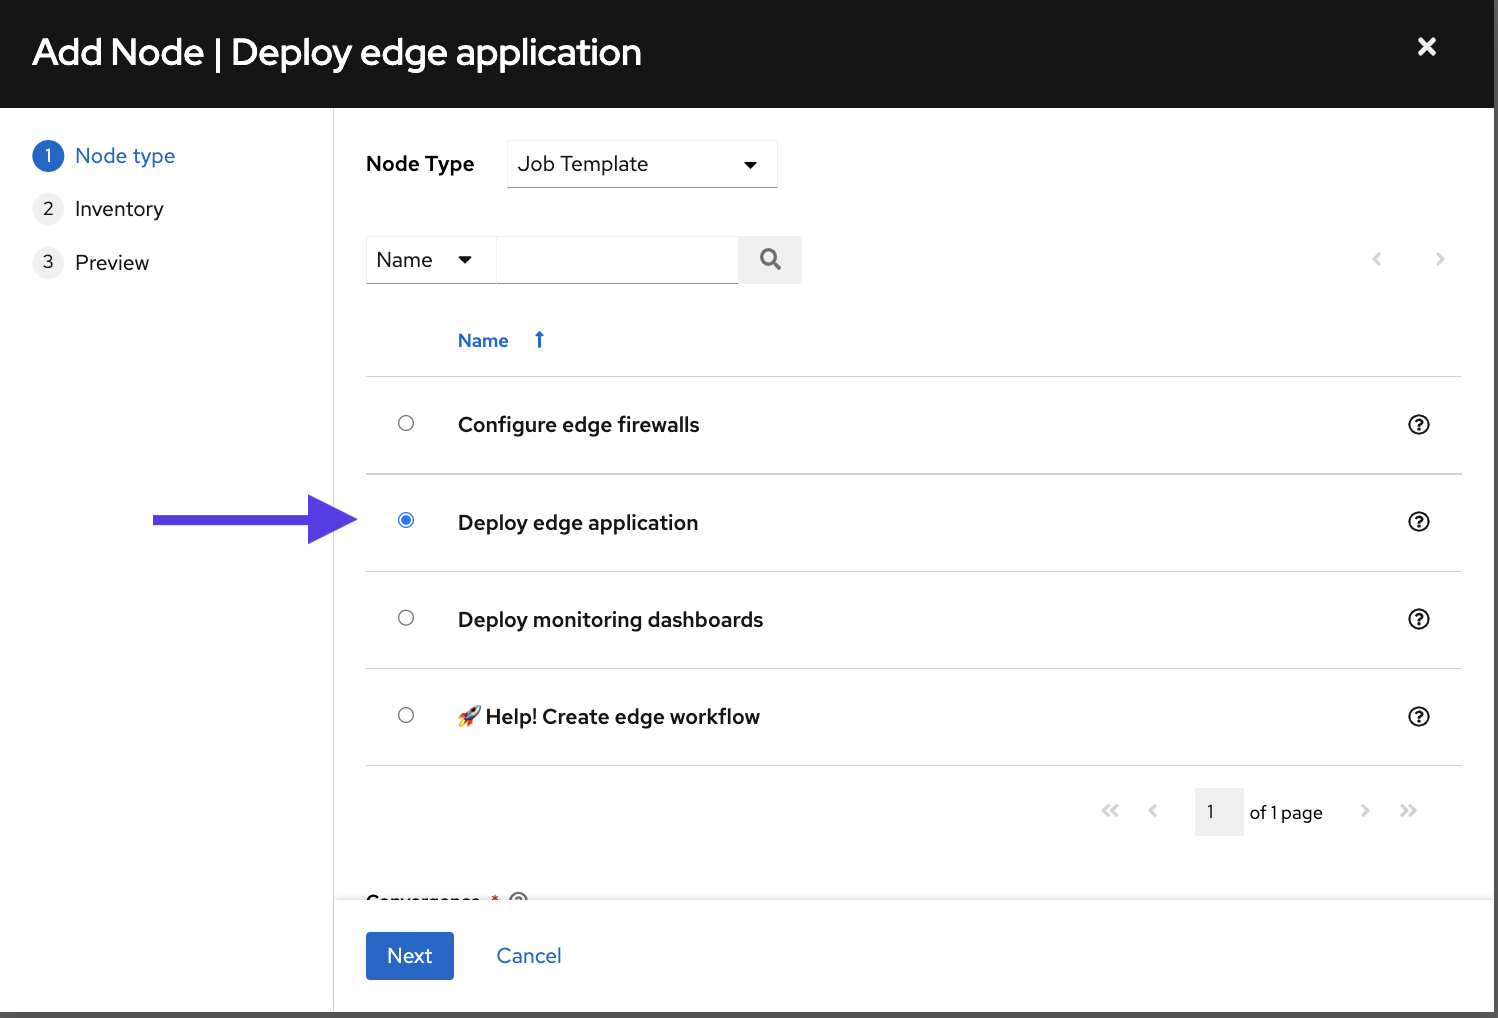 Add Node | Deploy edge application
1 Node type
2 Inventory
3 Preview
Node Type Job Template
Name
Name
Configure edge firewalls
Deploy edge application
Deploy monitoring dashboards
🚀 Help! Create edge workflow
1 of 1 page
Convergence *
Next Cancel